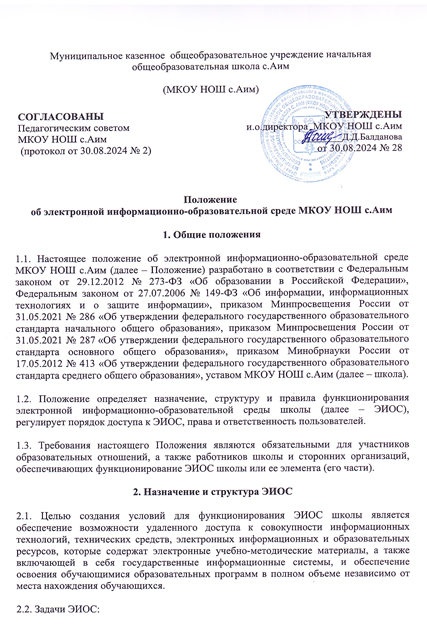 Муниципальное казенное общеобразовательное учреждение начальная
общеобразовательная школа с.Аим
(МКОУ НОШ с.Аим)
СОГЛАСОВАНЫ
Педагогическим советом
МКОУ НОШ с.Аим
(протокол от 30.08.2024 № 2)
УТВЕРЖДЕНЫ
и.о.директора МКОУ НОШ с.Аим
Д.Д.Балданова
от 30.08.2024 № 28
Положение
об электронной информационно-образовательной среде МКОУ НОШ с.Аим
1. Общие положения
1.1. Настоящее положение об электронной информационно-образовательной среде
МКОУ НОШ с.Аим (далее – Положение) разработано в соответствии с Федеральным
законом от 29.12.2012 № 273-ФЗ «Об образовании в Российской Федерации»,
Федеральным законом от 27.07.2006 № 149-ФЗ «Об информации, информационных
технологиях и о защите информации», приказом Минпросвещения России от
31.05.2021 № 286 «Об утверждении федерального государственного образовательного
стандарта начального общего образования», приказом Минпросвещения России от
31.05.2021 № 287 «Об утверждении федерального государственного образовательного
стандарта основного общего образования», приказом Минобрнауки России от
17.05.2012 № 413 «Об утверждении федерального государственного образовательного
стандарта среднего общего образования», уставом МКОУ НОШ с.Аим (далее – школа).
1.2. Положение определяет назначение, структуру и правила функционирования
электронной информационно-образовательной среды школы (далее – ЭИОС),
регулирует порядок доступа к ЭИОС, права и ответственность пользователей.
1.3. Требования настоящего Положения являются обязательными для участников
образовательных отношений, а также работников школы и сторонних организаций,
обеспечивающих функционирование ЭИОС школы или ее элемента (его части).
2. Назначение и структура ЭИОС
2.1. Целью создания условий для функционирования ЭИОС школы является
обеспечение возможности удаленного доступа к совокупности информационных
технологий, технических средств, электронных информационных и образовательных
ресурсов, которые содержат электронные учебно-методические материалы, а также
включающей в себя государственные информационные системы, и обеспечение
освоения обучающимися образовательных программ в полном объеме независимо от
места нахождения обучающихся.
2.2. Задачи ЭИОС: